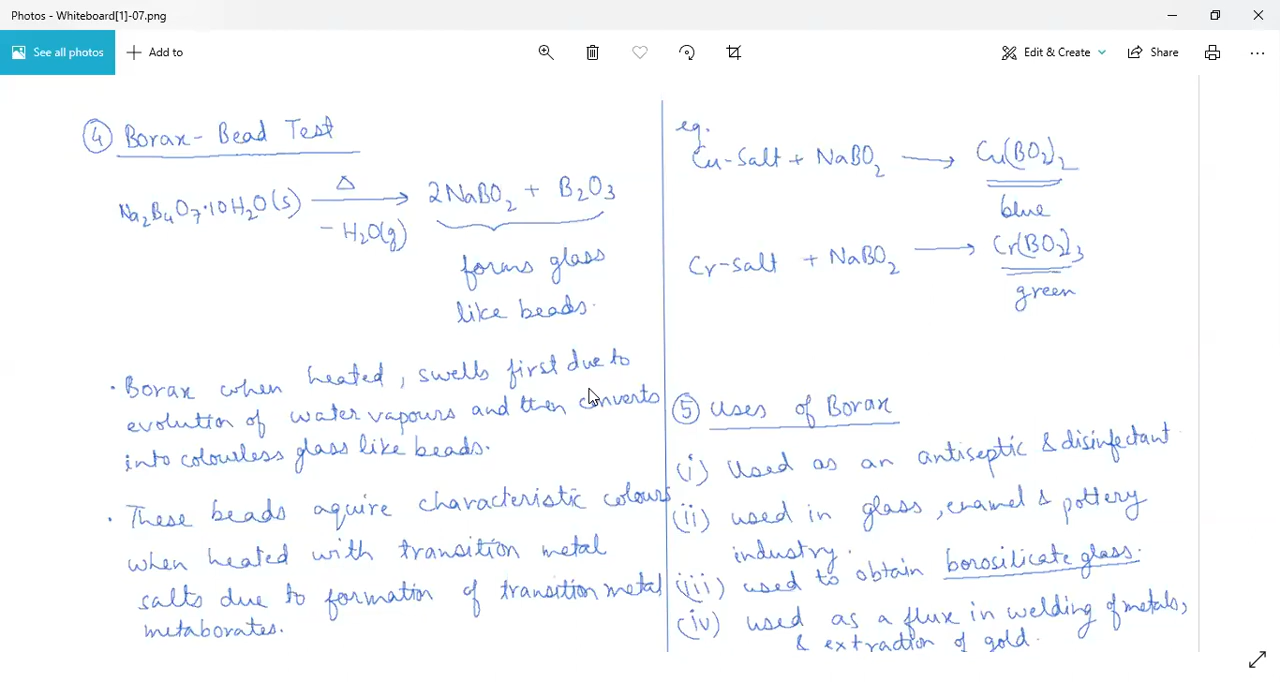 Photos - Whiteboard[1]-07.png
See all photos
Add to
Edit & Create
Share
④ Borax - Bead Test
Na₂B₄O₇·10H₂O(s) —Δ→ 2NaBO₂ + B₂O₃
- H₂O(g)
forms glass
like beads.
· Borax when heated, swells first due to
evolution of water vapours and then converts
into colourless glass like beads.
· These beads aquire characteristic colours
when heated with transition metal
salts due to formation of transition metal
metaborates.
eg.
Cu-Salt + NaBO₂ → Cu(BO₂)₂
blue
Cr-Salt + NaBO₂ → Cr(BO₂)₃
green
⑤ Uses of Borax
(i) Used as an antiseptic & disinfectant
(ii) used in glass, enamel & pottery
industry.
(iii) used to obtain borosilicate glass.
(iv) used as a flux in welding of metals,
& extraction of gold.